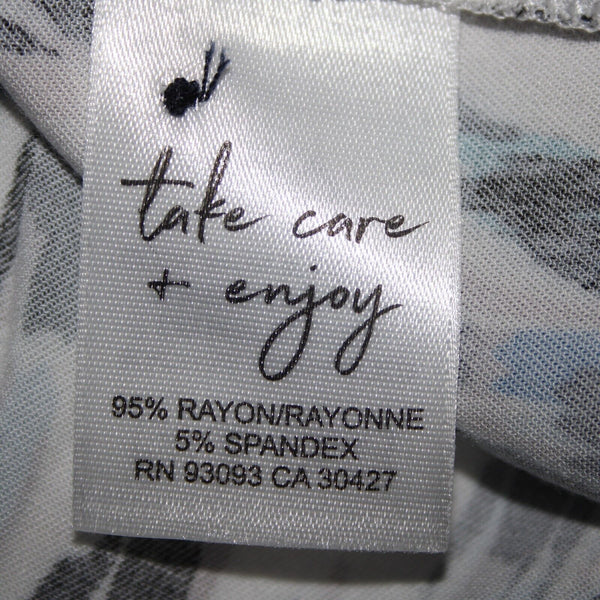 take care
+ enjoy
95% RAYON/RAYONNE
5% SPANDEX
RN 93093 CA 30427